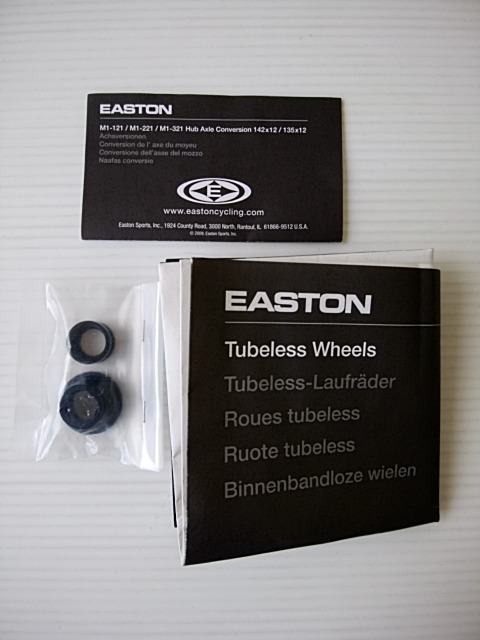 EASTON
M1-121 / M1-221 / M1-321 Hub Axle Conversion 142x12 / 135x12
Achsversionen
Conversion de l' axe du moyeu
Conversione dell'asse del mozzo
Naafas conversie
E
www.eastoncycling.com
Easton Sports, Inc., 1924 County Road, 3000 North, Rantoul, IL 61866-9512 U.S.A.
© 2009, Easton Sports, Inc.
EASTON
Tubeless Wheels
Tubeless-Laufräder
Roues tubeless
Ruote tubeless
Binnenbandloze wielen